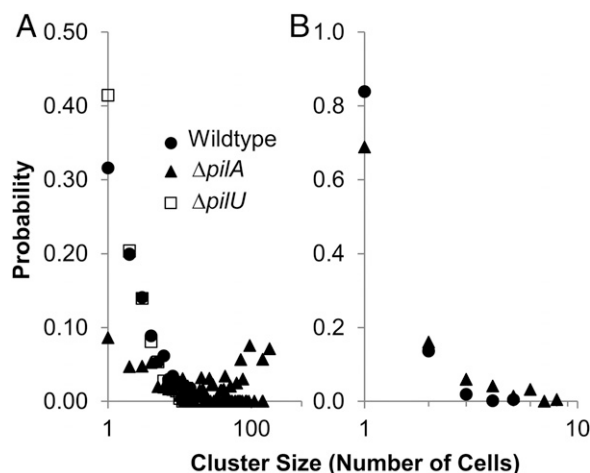 A
B
0.50
0.40
0.30
0.20
0.10
0.00
1
100
Probability
Wildtype
ΔpilA
ΔpilU
1.0
0.8
0.6
0.4
0.2
0.0
1
10
Cluster Size (Number of Cells)